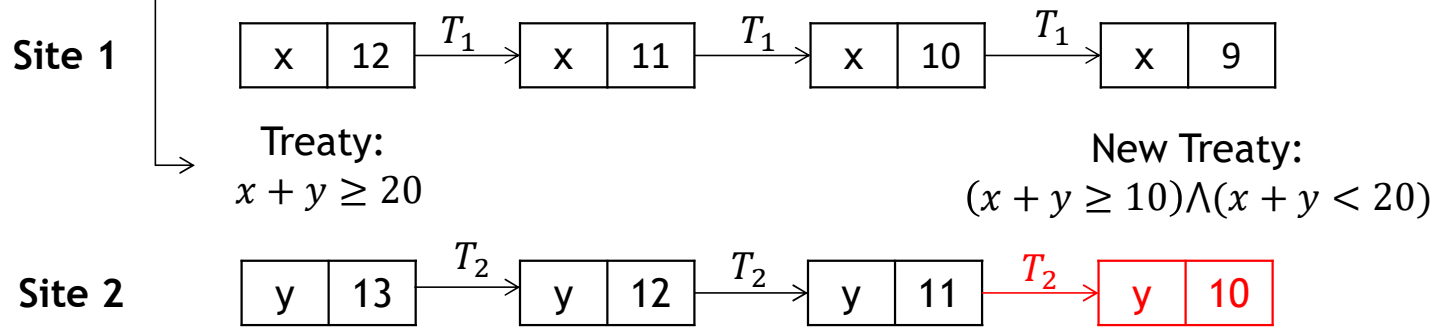 T₁ T₁ T₁
Site 1 x 12 x 11 x 10 x 9
Treaty: New Treaty:
x + y ≥ 20 (x + y ≥ 10)⋀(x + y < 20)
T₂ T₂ T₂
Site 2 y 13 y 12 y 11 y 10